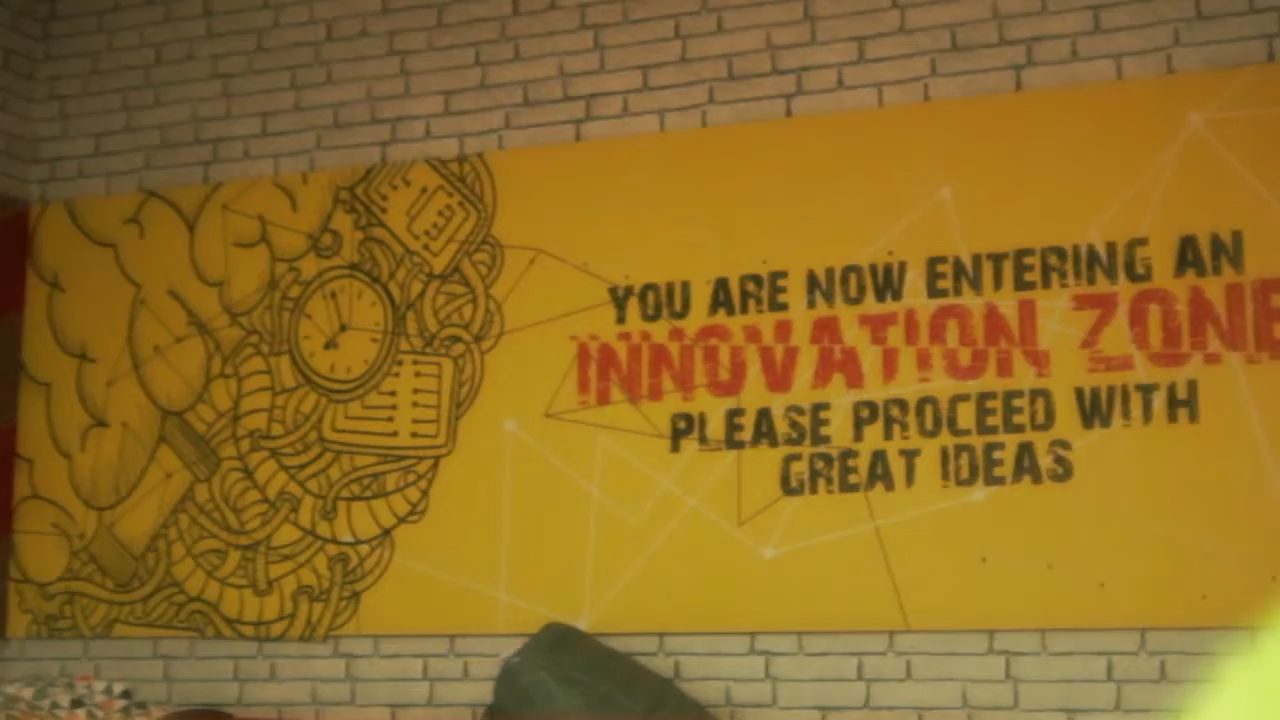 YOU ARE NOW ENTERING AN
INNOVATION ZONE
PLEASE PROCEED WITH
GREAT IDEAS